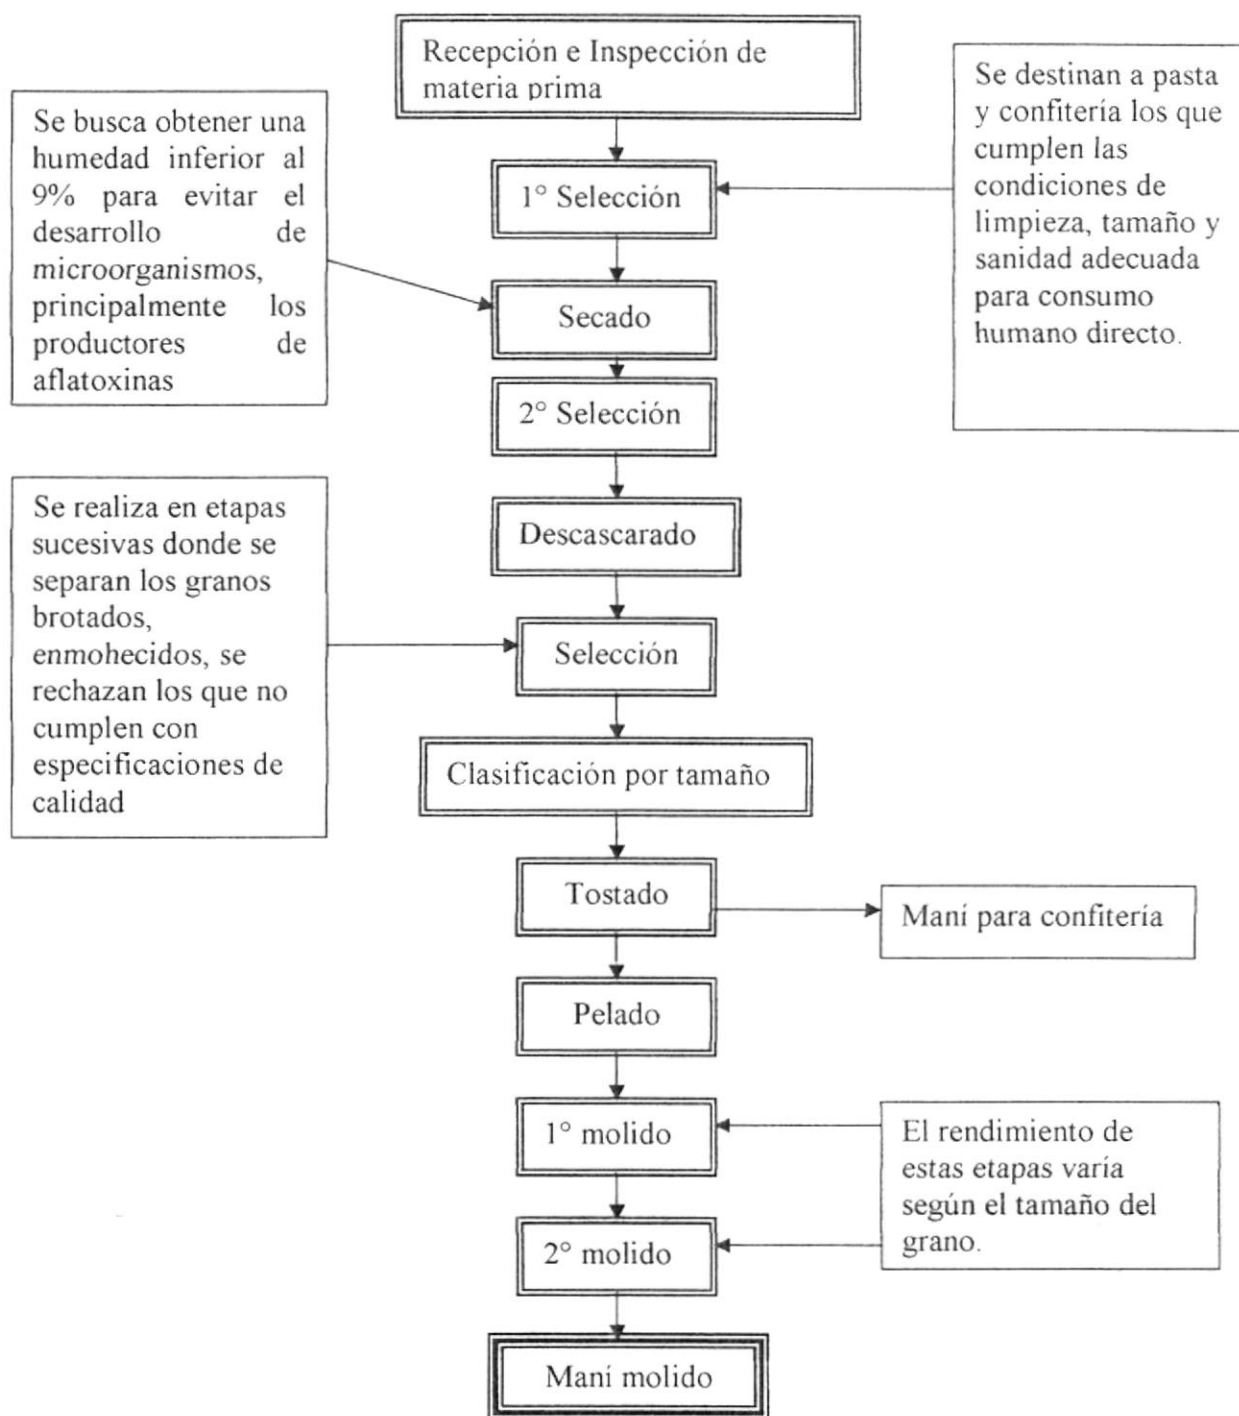 Recepción e Inspección de
materia prima
Se busca obtener una
humedad inferior al
9% para evitar el
desarrollo de
microorganismos,
principalmente los
productores de
aflatoxinas
Se destinan a pasta
y confitería los que
cumplen las
condiciones de
limpieza, tamaño y
sanidad adecuada
para consumo
humano directo.
1° Selección
Secado
2° Selección
Descascarado
Se realiza en etapas
sucesivas donde se
separan los granos
brotados,
enmohecidos, se
rechazan los que no
cumplen con
especificaciones de
calidad
Selección
Clasificación por tamaño
Tostado
Maní para confitería
Pelado
1° molido
El rendimiento de
estas etapas varía
según el tamaño del
grano.
2° molido
Maní molido